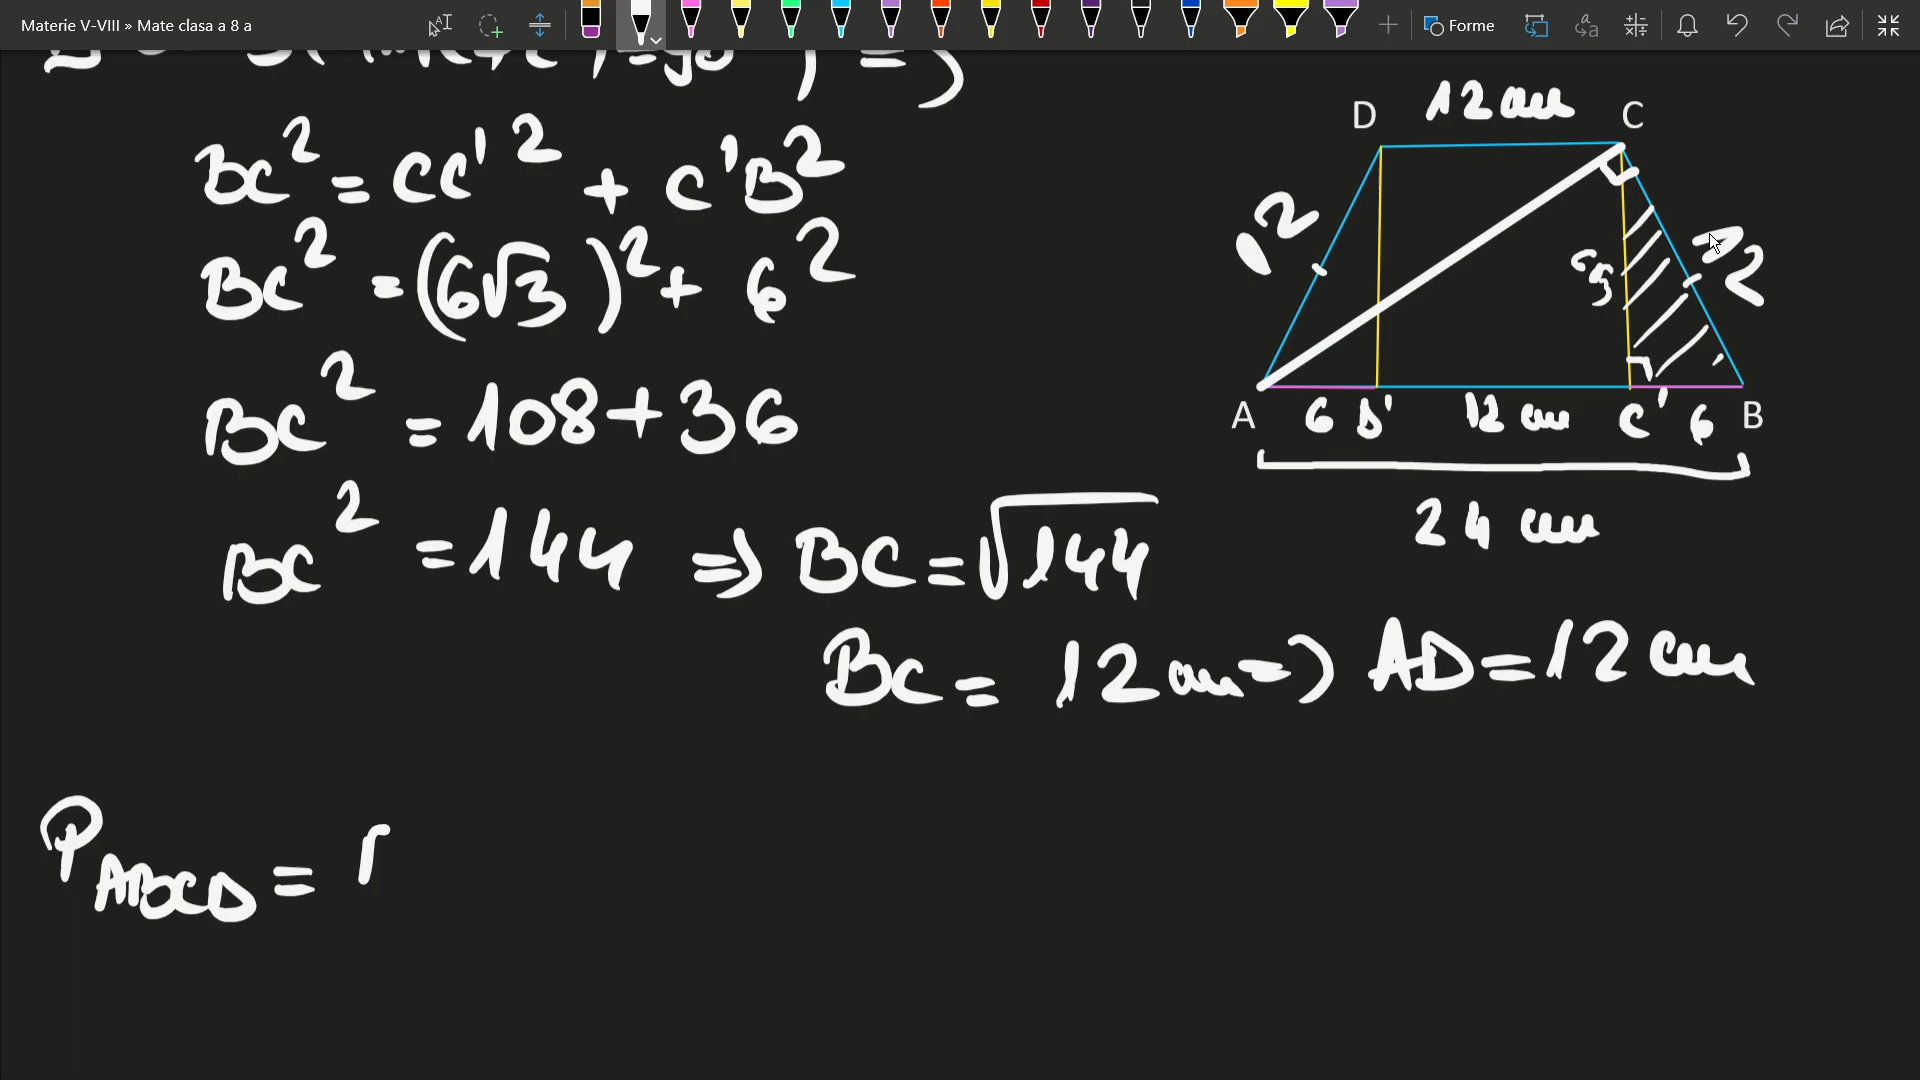 Materie V-VIII » Mate clasa a 8 a
Forme
BC² = CC'² + C'B²
BC² = (6√3)² + 6²
BC² = 108 + 36
BC² = 144 => BC = √144
BC = 12 cm => AD = 12 cm
P ABCD =
D 12 cm C
12
12
A 6 D' 12 cm C' 6 B
24 cm